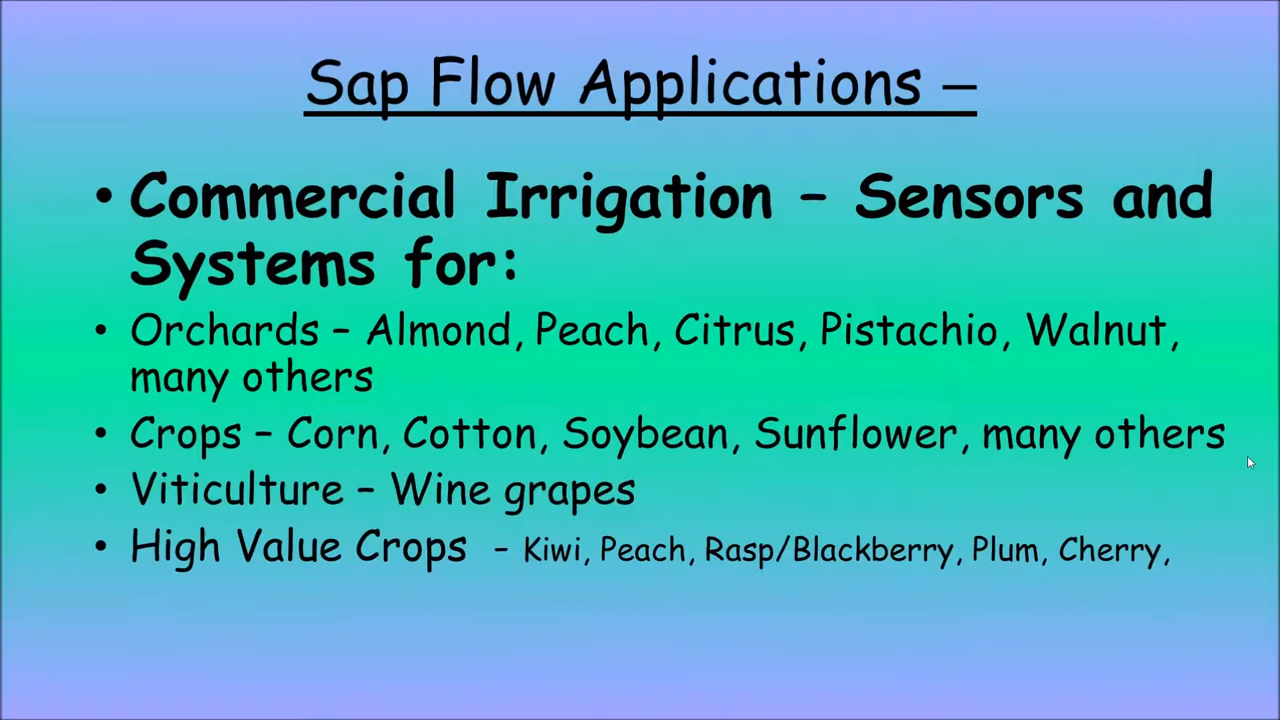 Sap Flow Applications –
• Commercial Irrigation – Sensors and
Systems for:
• Orchards – Almond, Peach, Citrus, Pistachio, Walnut,
many others
• Crops – Corn, Cotton, Soybean, Sunflower, many others
• Viticulture – Wine grapes
• High Value Crops – Kiwi, Peach, Rasp/Blackberry, Plum, Cherry,